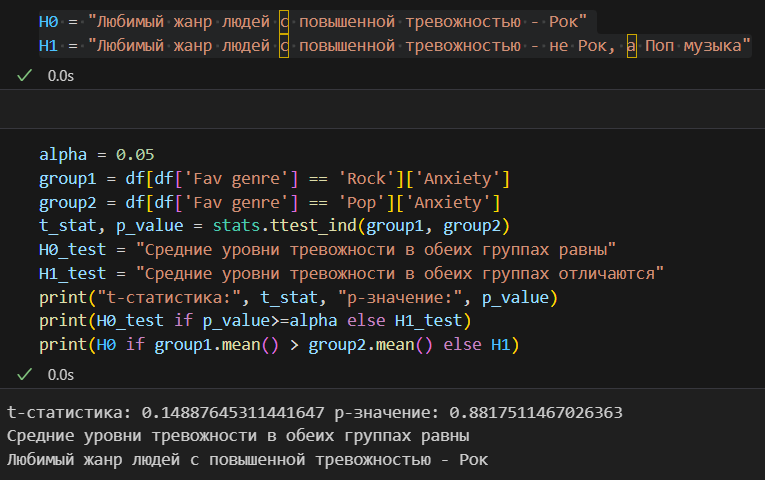 H0 = "Любимый жанр людей с повышенной тревожностью - Рок"
H1 = "Любимый жанр людей с повышенной тревожностью - не Рок, а Поп музыка"
0.0s
alpha = 0.05
group1 = df[df['Fav genre'] == 'Rock']['Anxiety']
group2 = df[df['Fav genre'] == 'Pop']['Anxiety']
t_stat, p_value = stats.ttest_ind(group1, group2)
H0_test = "Средние уровни тревожности в обеих группах равны"
H1_test = "Средние уровни тревожности в обеих группах отличаются"
print("t-статистика:", t_stat, "p-значение:", p_value)
print(H0_test if p_value>=alpha else H1_test)
print(H0 if group1.mean() > group2.mean() else H1)
0.0s
t-статистика: 0.14887645311441647 p-значение: 0.8817511467026363
Средние уровни тревожности в обеих группах равны
Любимый жанр людей с повышенной тревожностью - Рок